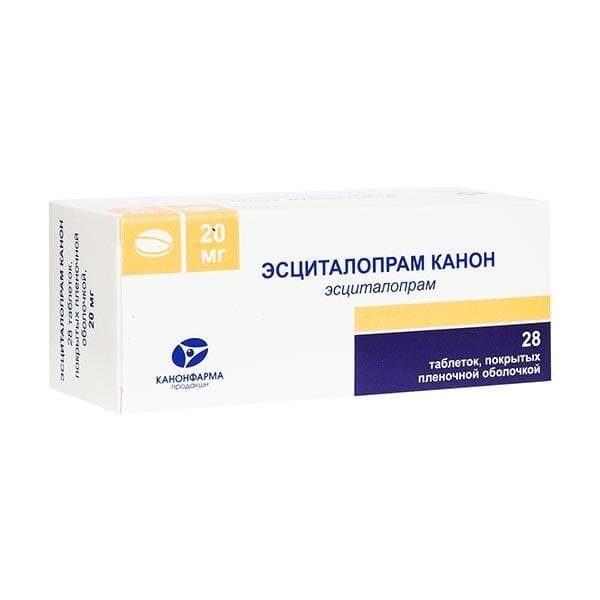 ЭСЦИТАЛОПРАМ КАНОН
28 таблеток,
покрытых пленочной
оболочкой,
20 мг
20
мг
ЭСЦИТАЛОПРАМ КАНОН
эсциталопрам
28
таблеток, покрытых
пленочной оболочкой
КАНОНФАРМА
продакшн